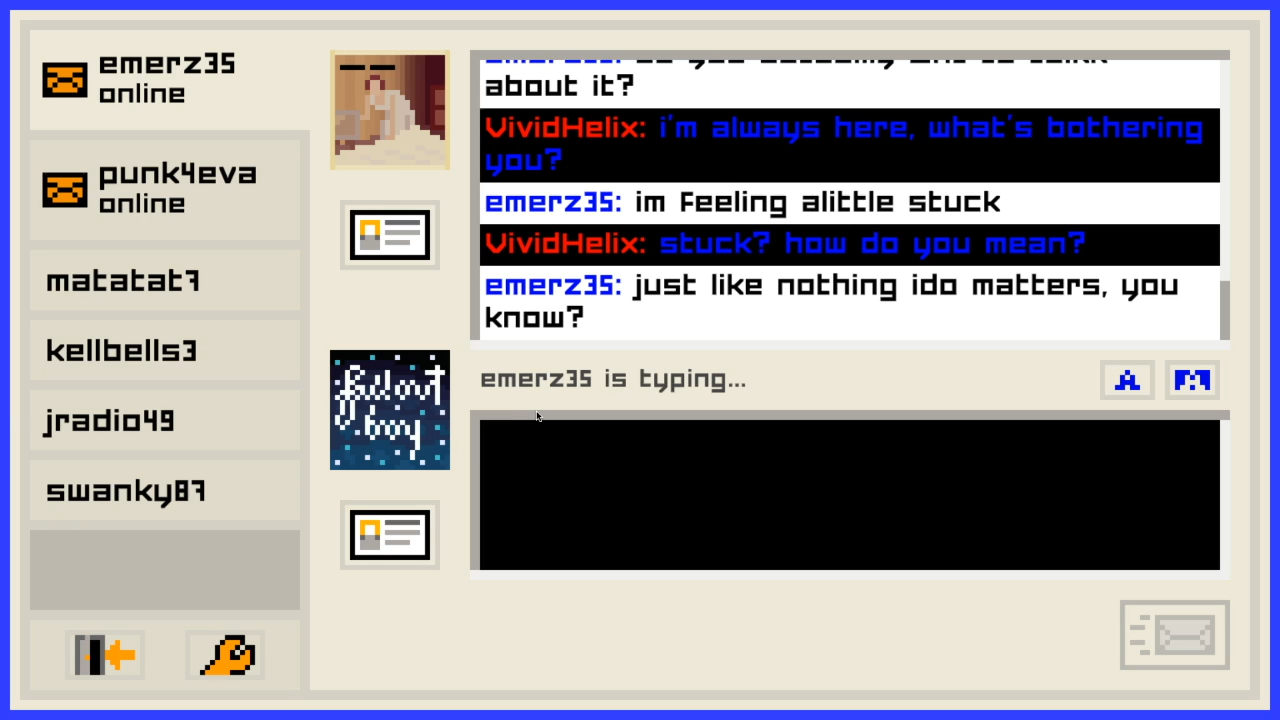 emerz35
online
punk4eva
online
matatat7
kellbells3
jradio49
swanky87
about it?
VividHelix: i'm always here, what's bothering
you?
emerz35: im feeling alittle stuck
VividHelix: stuck? how do you mean?
emerz35: just like nothing ido matters, you
know?
emerz35 is typing...
fallout
boy
A